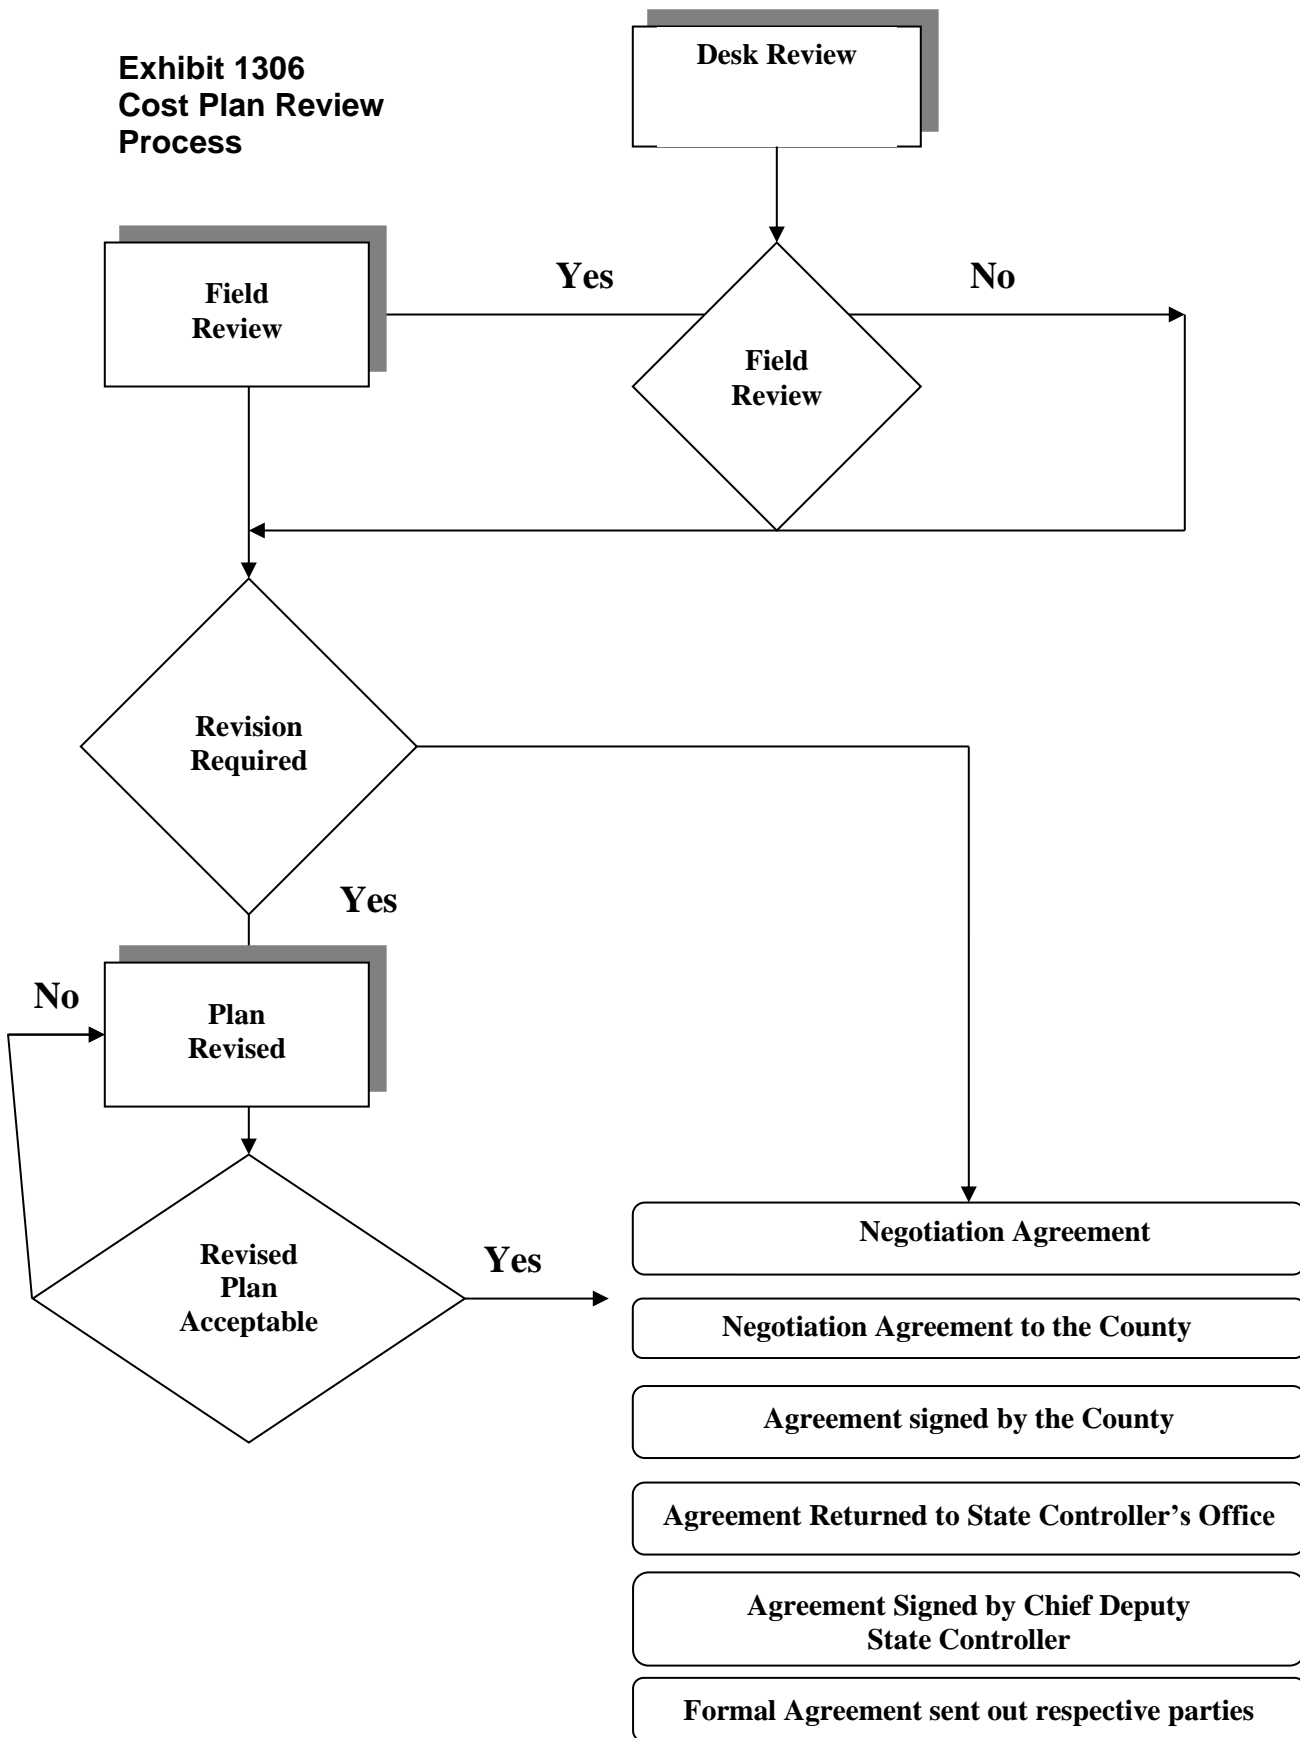 Exhibit 1306
Cost Plan Review
Process
Desk Review
Field
Review
Yes
No
Field
Review
Revision
Required
Yes
No
Plan
Revised
Revised
Plan
Acceptable
Yes
Negotiation Agreement
Negotiation Agreement to the County
Agreement signed by the County
Agreement Returned to State Controller’s Office
Agreement Signed by Chief Deputy
State Controller
Formal Agreement sent out respective parties